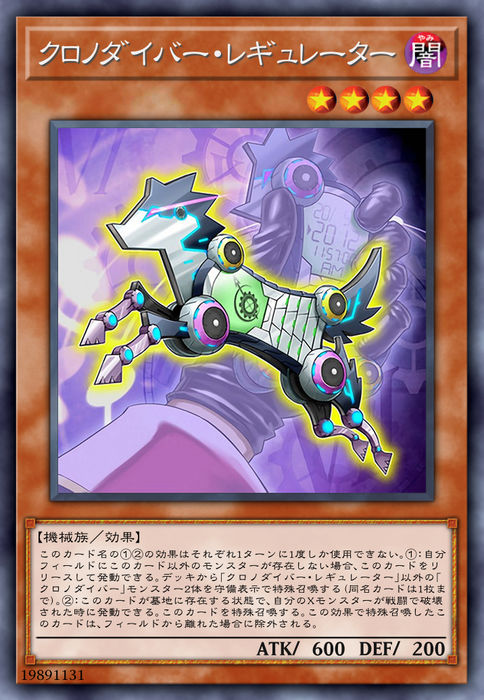 クロノダイバー・レギュレーター
闇
やみ
2012
AM
【機械族／効果】
このカード名の①②の効果はそれぞれ1ターンに1度しか使用できない。①：自分
フィールドにこのカード以外のモンスターが存在しない場合、このカードをリ
リースして発動できる。デッキから「クロノダイバー・レギュレーター」以外の「
クロノダイバー」モンスター2体を守備表示で特殊召喚する（同名カードは1枚ま
で）。②：このカードが墓地に存在する状態で、自分のXモンスターが戦闘で破壊
された時に発動できる。このカードを特殊召喚する。この効果で特殊召喚したこ
のカードは、フィールドから離れた場合に除外される。
ATK/ 600 DEF/ 200
19891131